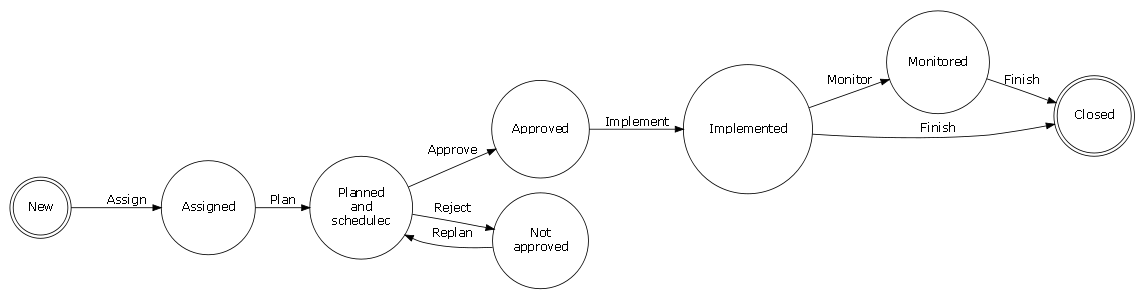 New
Assign
Assigned
Plan
Planned
and
schedulec
Approve
Approved
Reject
Replan
Not
approved
Implement
Implemented
Monitor
Monitored
Finish
Finish
Closed